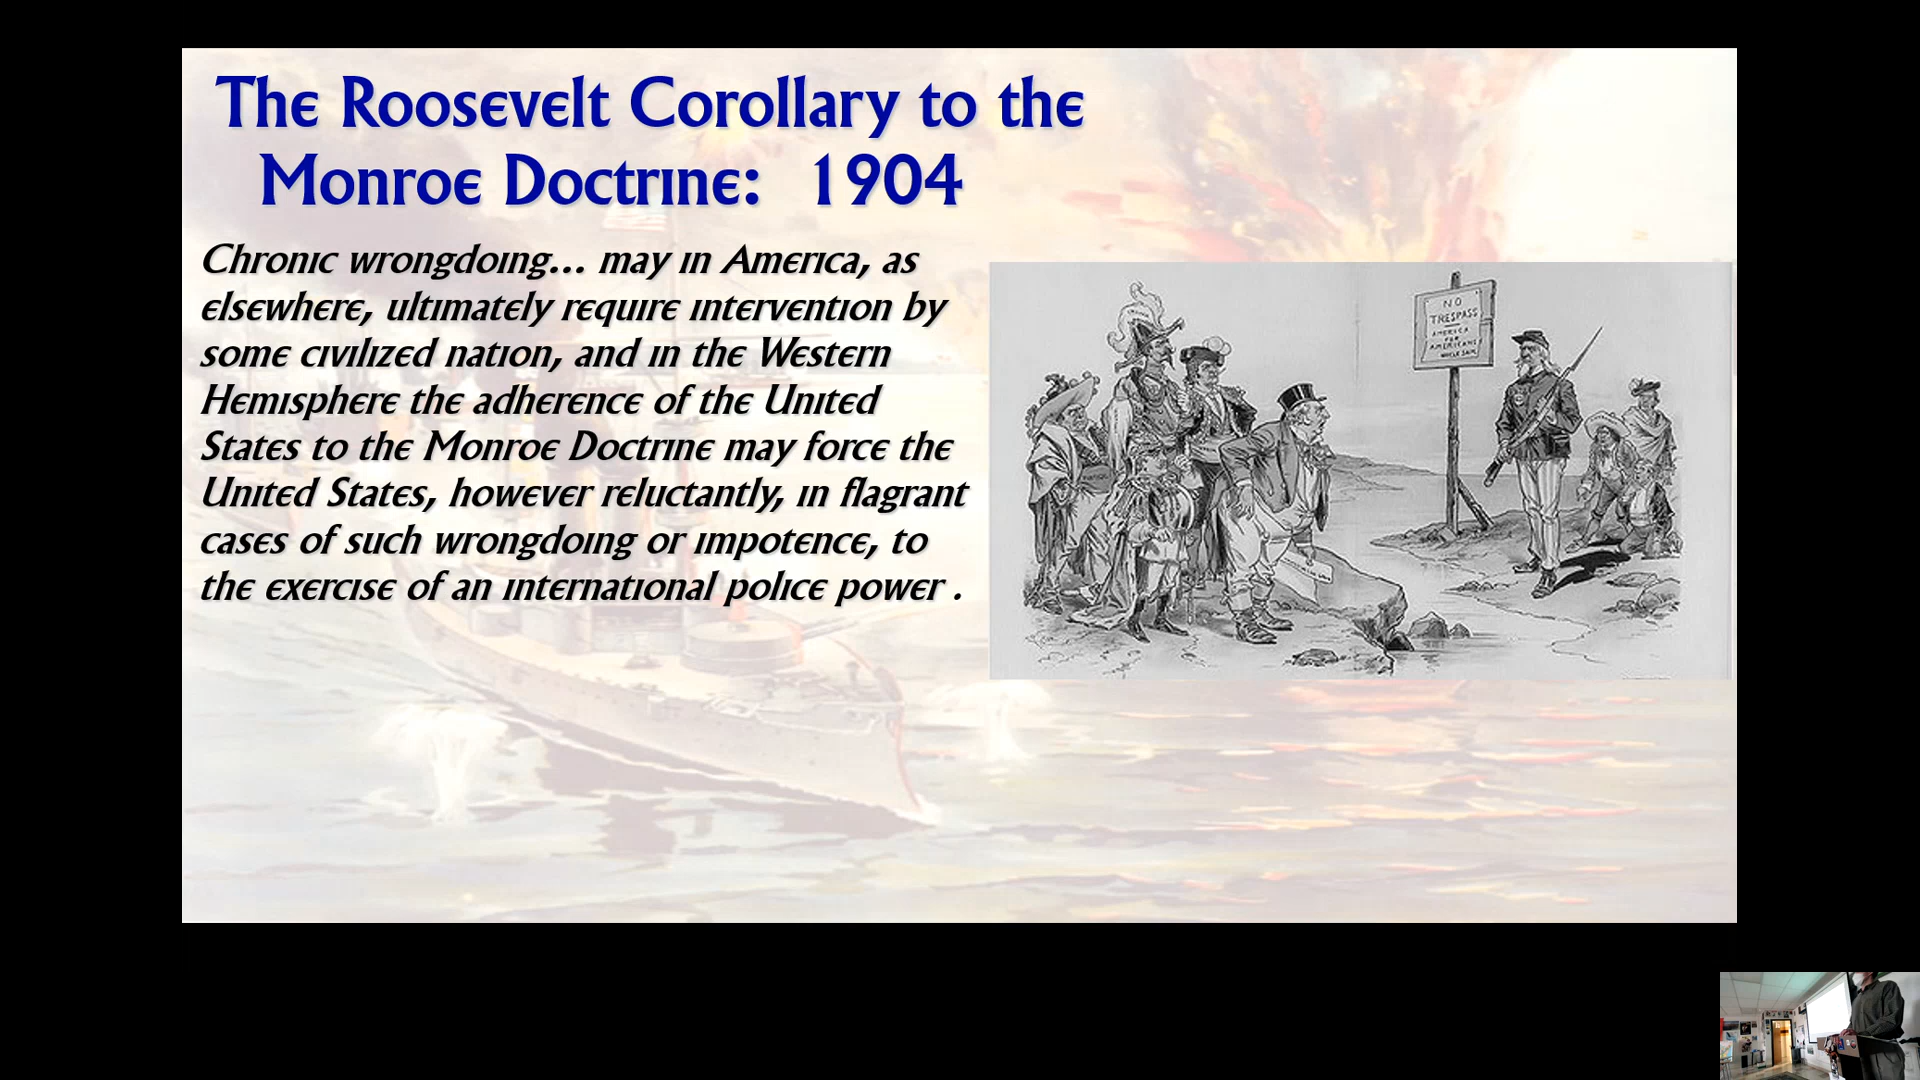 The Roosevelt Corollary to the
Monroe Doctrine: 1904
Chronic wrongdoing... may in America, as
elsewhere, ultimately require intervention by
some civilized nation, and in the Western
Hemisphere the adherence of the United
States to the Monroe Doctrine may force the
United States, however reluctantly, in flagrant
cases of such wrongdoing or impotence, to
the exercise of an international police power .
NO
TRESPASS
AMERICA
FOR
AMERICANS
UNCLE SAM